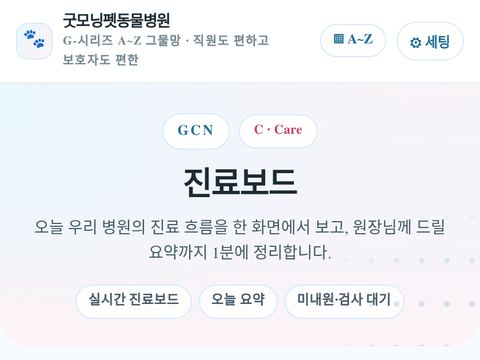 굿모닝펫동물병원
G-시리즈 A~Z 그물망 · 직원도 편하고
보호자도 편한
A~Z
세팅
GCN
C · Care
진료보드
오늘 우리 병원의 진료 흐름을 한 화면에서 보고, 원장님께 드릴
요약까지 1분에 정리합니다.
실시간 진료보드
오늘 요약
미내원·검사 대기